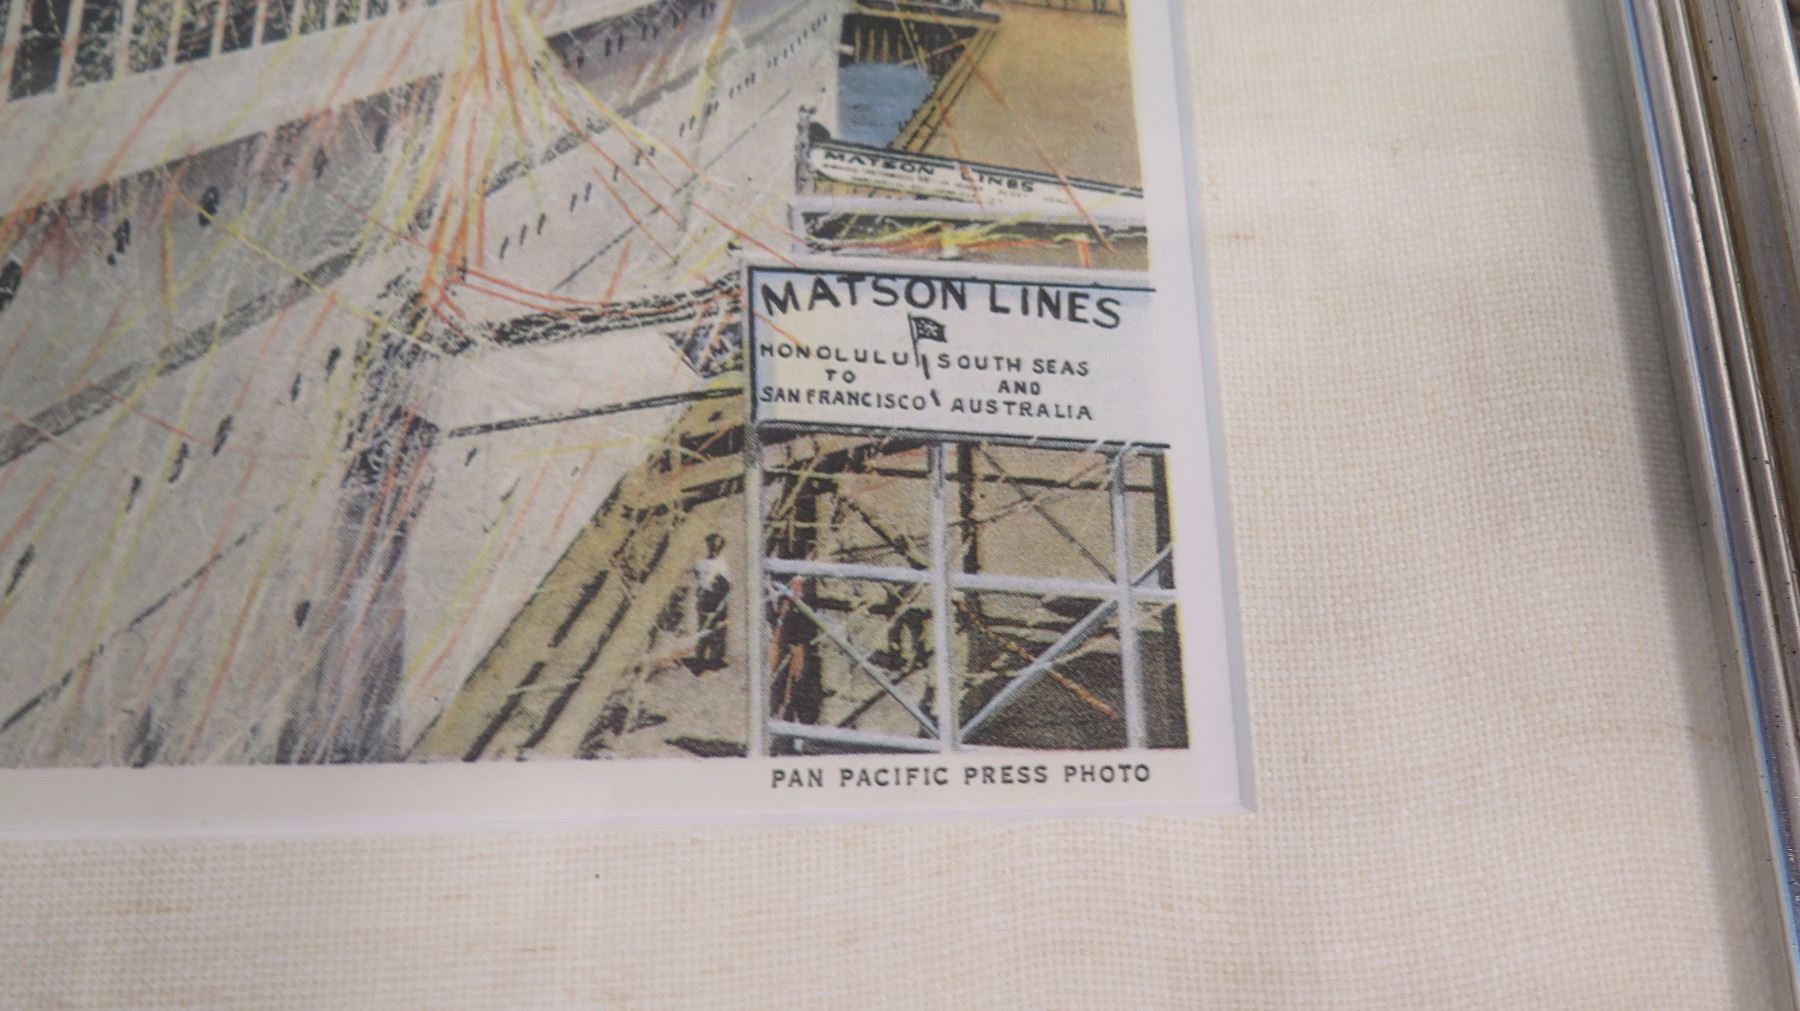 MATSON LINES
MATSON LINES
HONOLULU SOUTH SEAS
TO AND
SAN FRANCISCO AUSTRALIA
PAN PACIFIC PRESS PHOTO